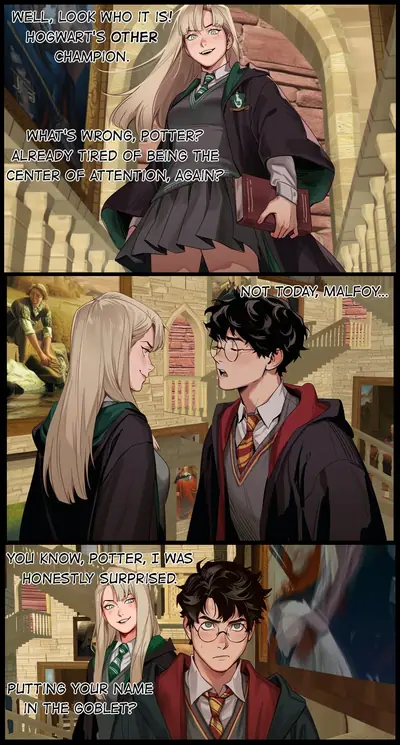 WELL, LOOK WHO IT IS!
HOGWART'S OTHER
CHAMPION.
WHAT'S WRONG, POTTER?
ALREADY TIRED OF BEING THE
CENTER OF ATTENTION, AGAIN?
NOT TODAY, MALFOY...
YOU KNOW, POTTER, I WAS
HONESTLY SURPRISED.
PUTTING YOUR NAME
IN THE GOBLET?